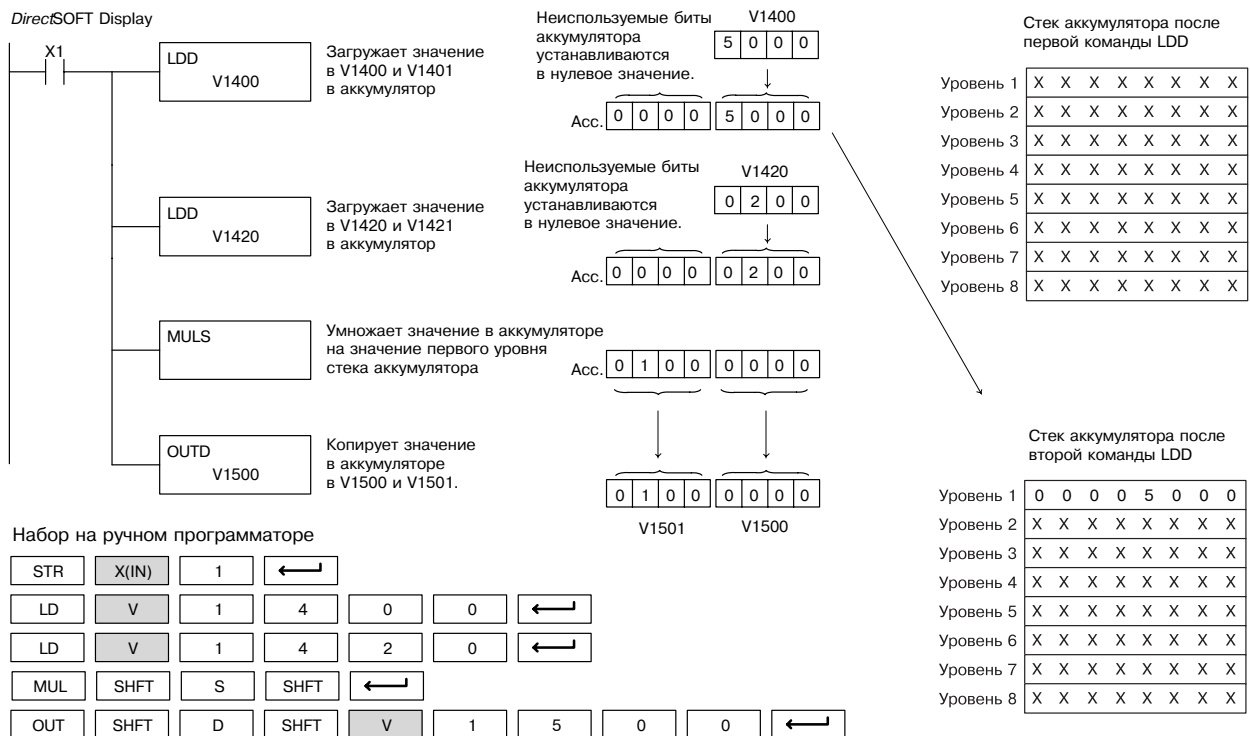 DirectSOFT Display
X1
LDD
V1400
Загружает значение
в V1400 и V1401
в аккумулятор
Неиспользуемые биты
аккумулятора
устанавливаются
в нулевое значение.
V1400
5 0 0 0
Acc. 0 0 0 0 5 0 0 0
LDD
V1420
Загружает значение
в V1420 и V1421
в аккумулятор
Неиспользуемые биты
аккумулятора
устанавливаются
в нулевое значение.
V1420
0 2 0 0
Acc. 0 0 0 0 0 2 0 0
MULS
Умножает значение в аккумуляторе
на значение первого уровня
стека аккумулятора
Acc. 0 1 0 0 0 0 0 0
OUTD
V1500
Копирует значение
в аккумуляторе
в V1500 и V1501.
0 1 0 0 0 0 0 0
V1501 V1500
Стек аккумулятора после
первой команды LDD
Уровень 1 X X X X X X X X
Уровень 2 X X X X X X X X
Уровень 3 X X X X X X X X
Уровень 4 X X X X X X X X
Уровень 5 X X X X X X X X
Уровень 6 X X X X X X X X
Уровень 7 X X X X X X X X
Уровень 8 X X X X X X X X
Стек аккумулятора после
второй команды LDD
Уровень 1 0 0 0 0 5 0 0 0
Уровень 2 X X X X X X X X
Уровень 3 X X X X X X X X
Уровень 4 X X X X X X X X
Уровень 5 X X X X X X X X
Уровень 6 X X X X X X X X
Уровень 7 X X X X X X X X
Уровень 8 X X X X X X X X
Набор на ручном программаторе
STR X(IN) 1
LD V 1 4 0 0
LD V 1 4 2 0
MUL SHFT S SHFT
OUT SHFT D SHFT V 1 5 0 0